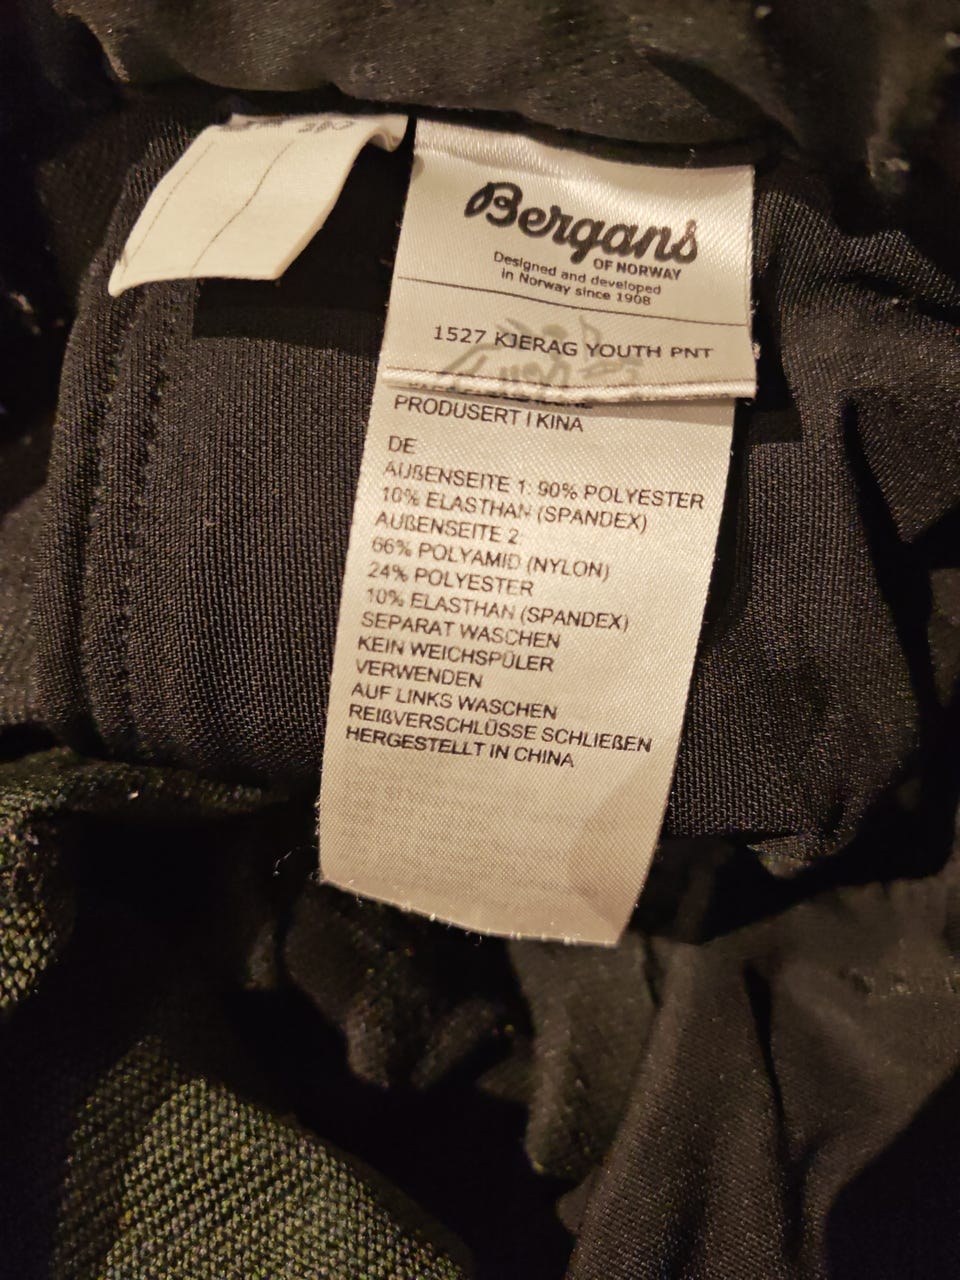 Bergans
OF NORWAY
Designed and developed
in Norway since 1908
1527 KJERAG YOUTH PNT
PRODUSERT I KINA
DE
AUßENSEITE 1: 90% POLYESTER
10% ELASTHAN (SPANDEX)
AUßENSEITE 2:
66% POLYAMID (NYLON)
24% POLYESTER
10% ELASTHAN (SPANDEX)
SEPARAT WASCHEN
KEIN WEICHSPÜLER
VERWENDEN
AUF LINKS WASCHEN
REIßVERSCHLÜSSE SCHLIEßEN
HERGESTELLT IN CHINA